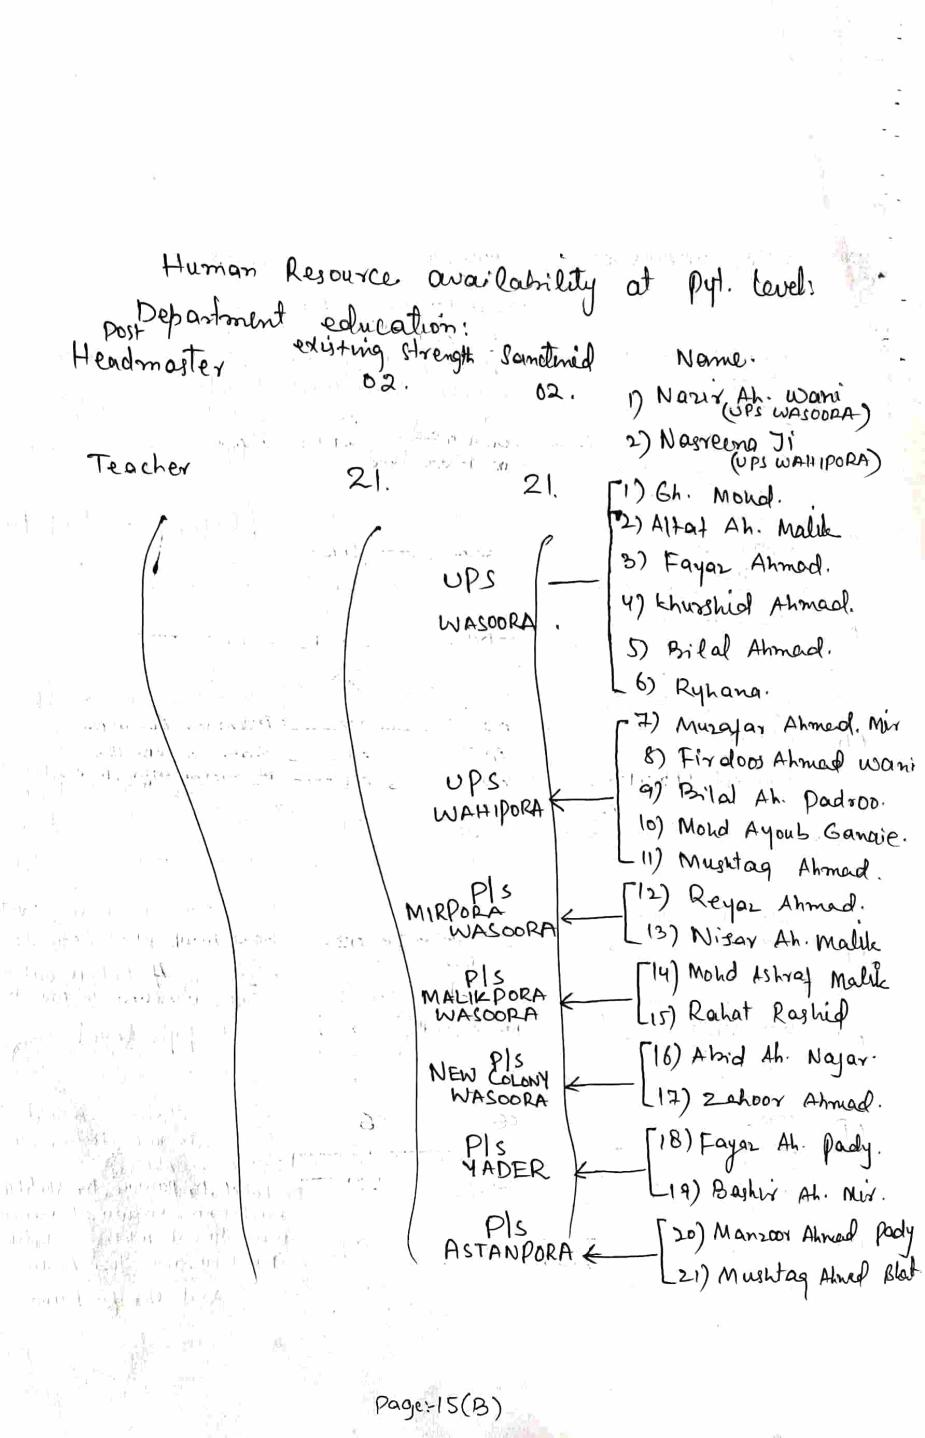 Human Resource availability at Pyt. Level:
Department education:
Post existing Strength Sanctioned Name.
Headmaster 02. 02. 1) Nazir Ah. Wani
(UPS WASOORA)
2) Nasreena Ji
(UPS WAHIPORA)
Teacher 21. 21.
UPS
WASOORA.
1) Gh. Mohd.
2) Altaf Ah. Malik
3) Fayaz Ahmad.
4) Khurshid Ahmad.
5) Bilal Ahmad.
6) Ryhana.
UPS
WAHIPORA
7) Muzafar Ahmad. Mir
8) Firdoos Ahmad Wani
9) Bilal Ah. Padroo.
10) Mohd Ayoub Ganaie.
11) Mushtaq Ahmad.
P/s
MIRPORA
WASOORA
12) Reyaz Ahmad.
13) Nisar Ah. Malik
P/s
MALIKPORA
WASOORA
14) Mohd Ashraf Malik
15) Rahat Rashid
P/s
NEW COLONY
WASOORA
16) Abid Ah. Najar.
17) Zahoor Ahmad.
P/s
YADER
18) Fayaz Ah. Pady.
19) Bashir Ah. Mir.
P/s
ASTANPORA
20) Manzoor Ahmad Pady
21) Mushtaq Ahmed Bhat
Page:-15(B)